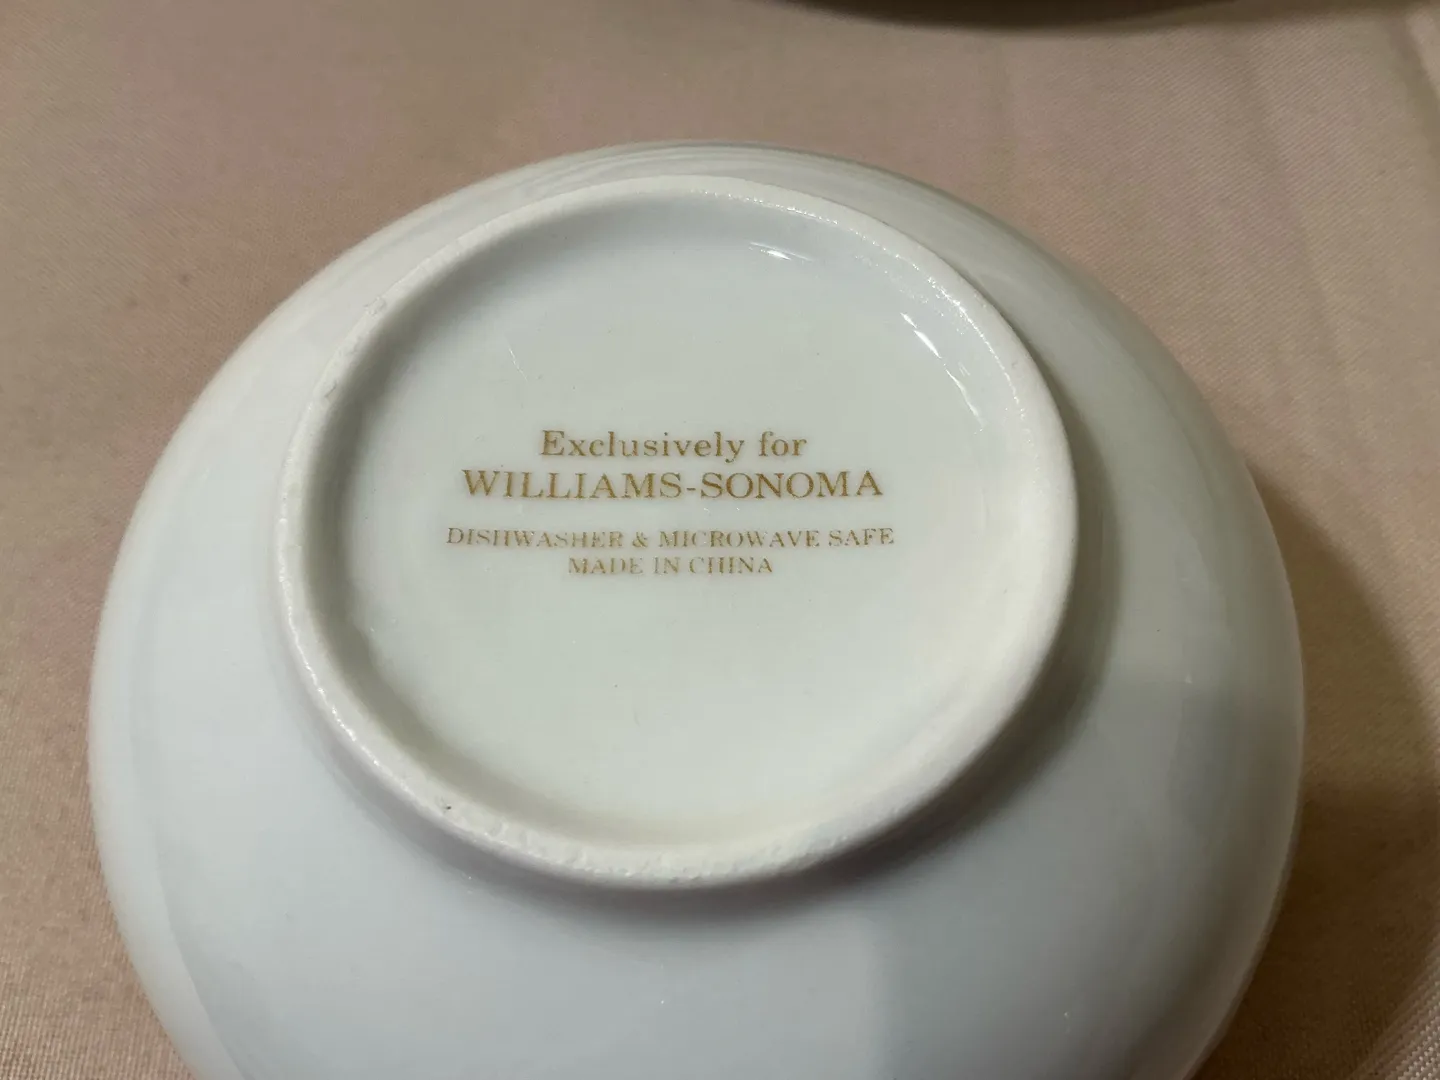 Exclusively for
WILLIAMS-SONOMA
DISHWASHER & MICROWAVE SAFE
MADE IN CHINA